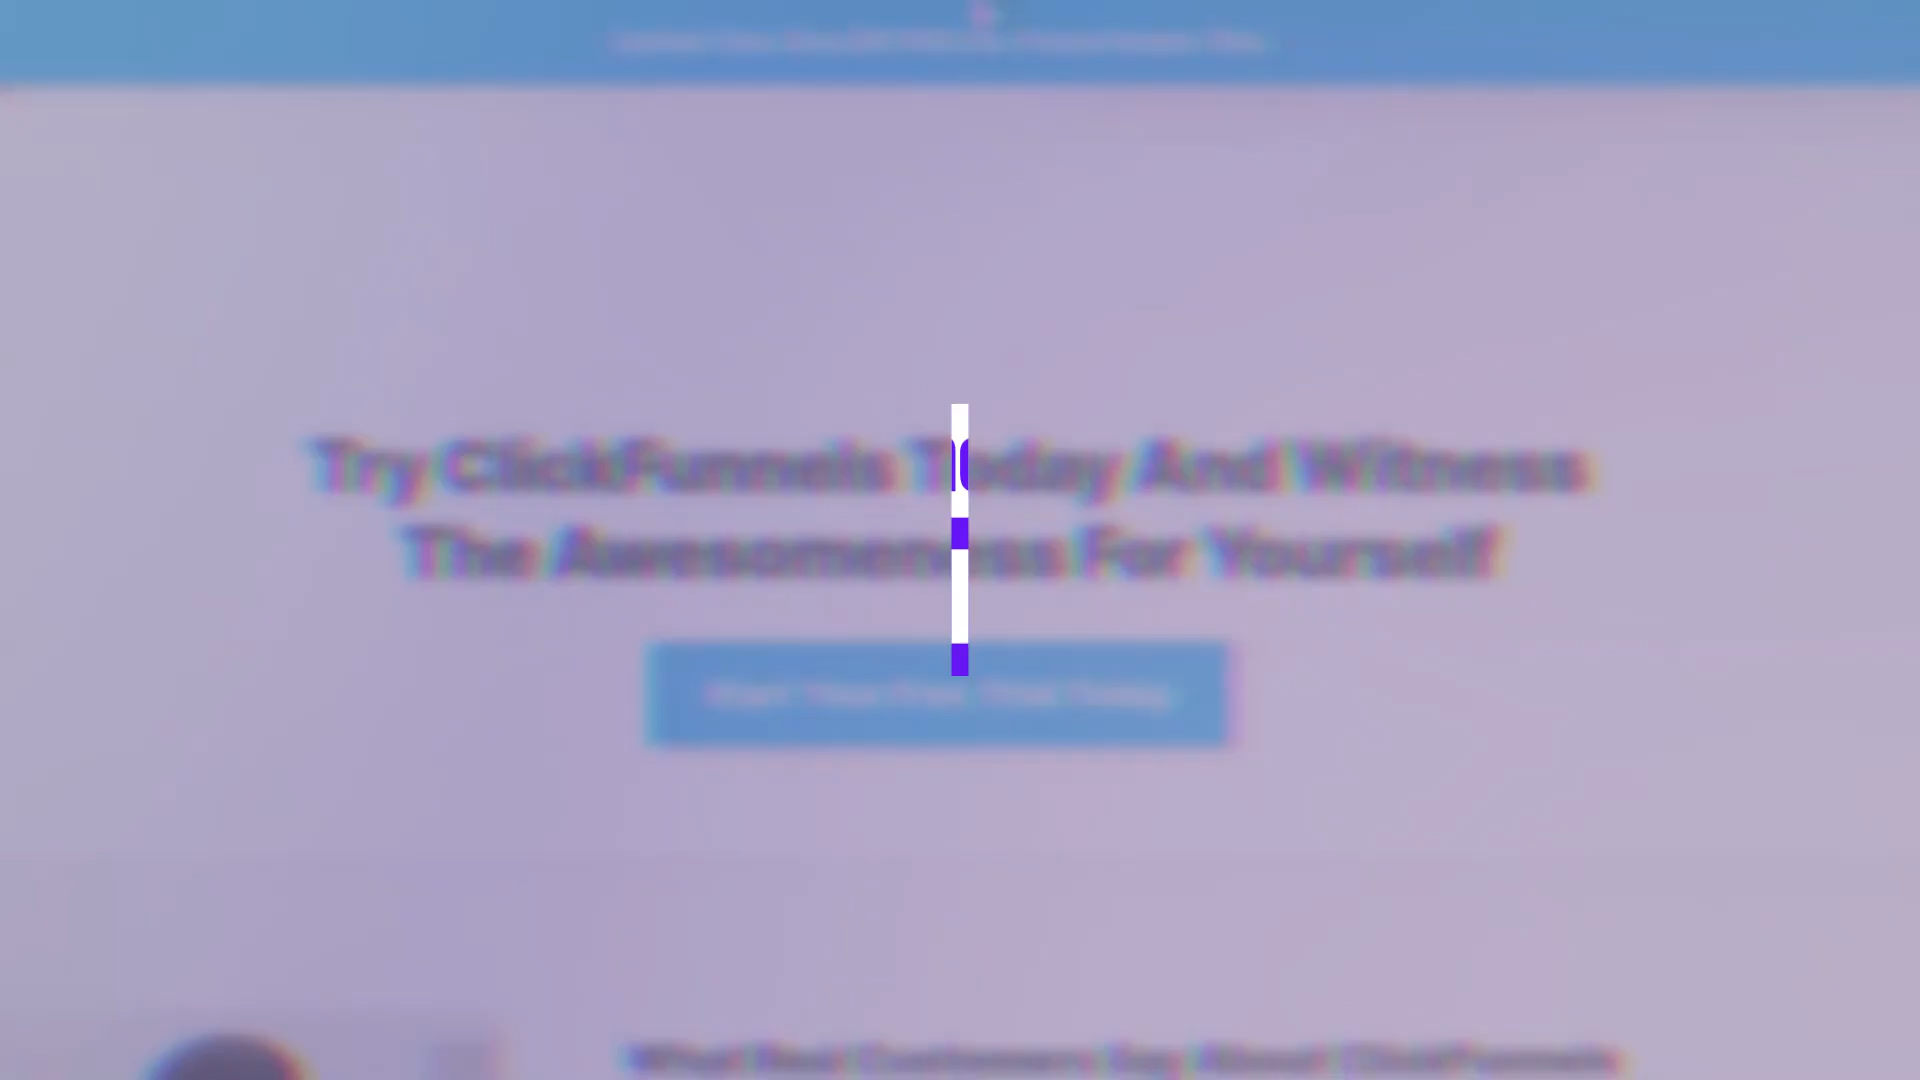 Try ClickFunnels Today And Witness
The Awesomeness For Yourself
Start Your Free Trial Today
What Real Customers Say About ClickFunnels